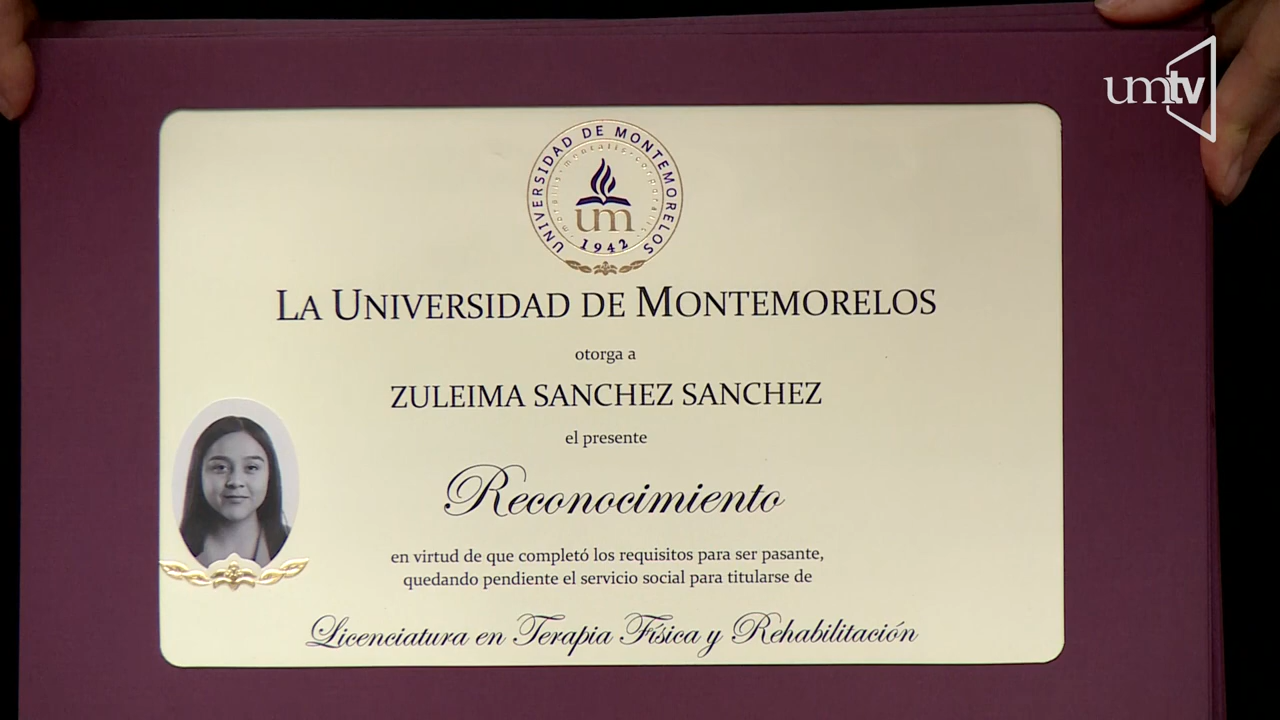 umtv
UNIVERSIDAD DE MONTEMORELOS
um
1942
LA UNIVERSIDAD DE MONTEMORELOS
otorga a
ZULEIMA SANCHEZ SANCHEZ
el presente
Reconocimiento
en virtud de que completó los requisitos para ser pasante,
quedando pendiente el servicio social para titularse de
Licenciatura en Terapia Física y Rehabilitación